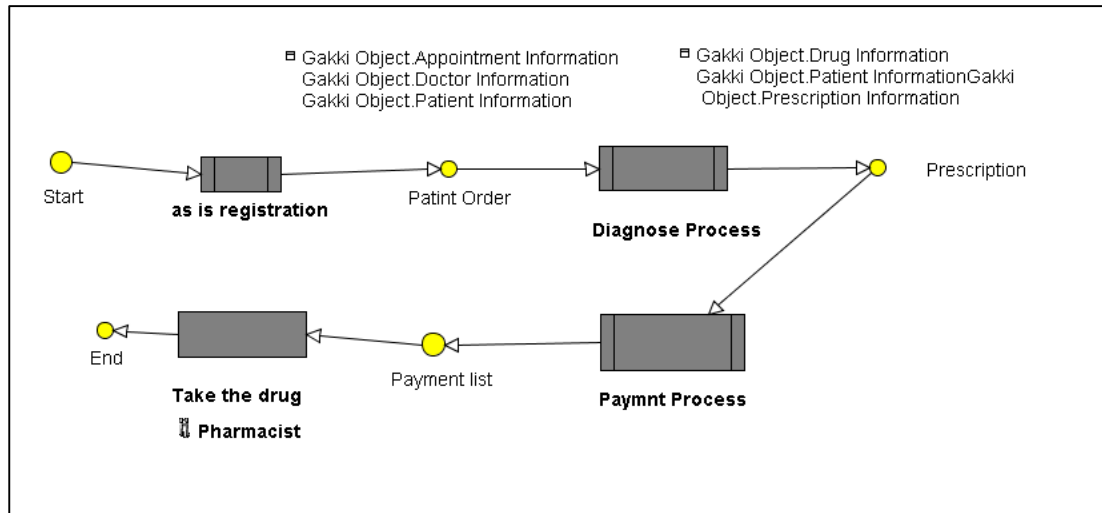 Gakki Object.Appointment Information
Gakki Object.Doctor Information
Gakki Object.Patient Information
Gakki Object.Drug Information
Gakki Object.Patient InformationGakki
Object.Prescription Information
Start
as is registration
Patint Order
Diagnose Process
Prescription
End
Take the drug
Pharmacist
Payment list
Paymnt Process